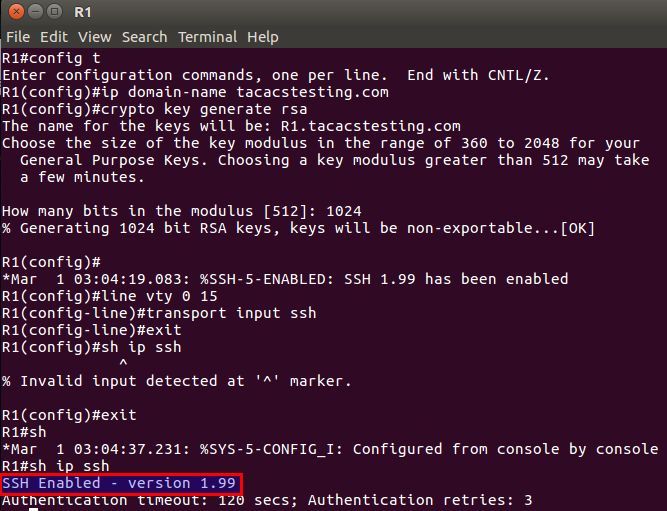 R1
File Edit View Search Terminal Help
R1#config t
Enter configuration commands, one per line.  End with CNTL/Z.
R1(config)#ip domain-name tacacstesting.com
R1(config)#crypto key generate rsa
The name for the keys will be: R1.tacacstesting.com
Choose the size of the key modulus in the range of 360 to 2048 for your
  General Purpose Keys. Choosing a key modulus greater than 512 may take
  a few minutes.
How many bits in the modulus [512]: 1024
% Generating 1024 bit RSA keys, keys will be non-exportable...[OK]
R1(config)#
*Mar  1 03:04:19.083: %SSH-5-ENABLED: SSH 1.99 has been enabled
R1(config)#line vty 0 15
R1(config-line)#transport input ssh
R1(config-line)#exit
R1(config)#sh ip ssh
^
% Invalid input detected at '^' marker.
R1(config)#exit
R1#sh
*Mar  1 03:04:37.231: %SYS-5-CONFIG_I: Configured from console by console
R1#sh ip ssh
SSH Enabled - version 1.99
Authentication timeout: 120 secs; Authentication retries: 3